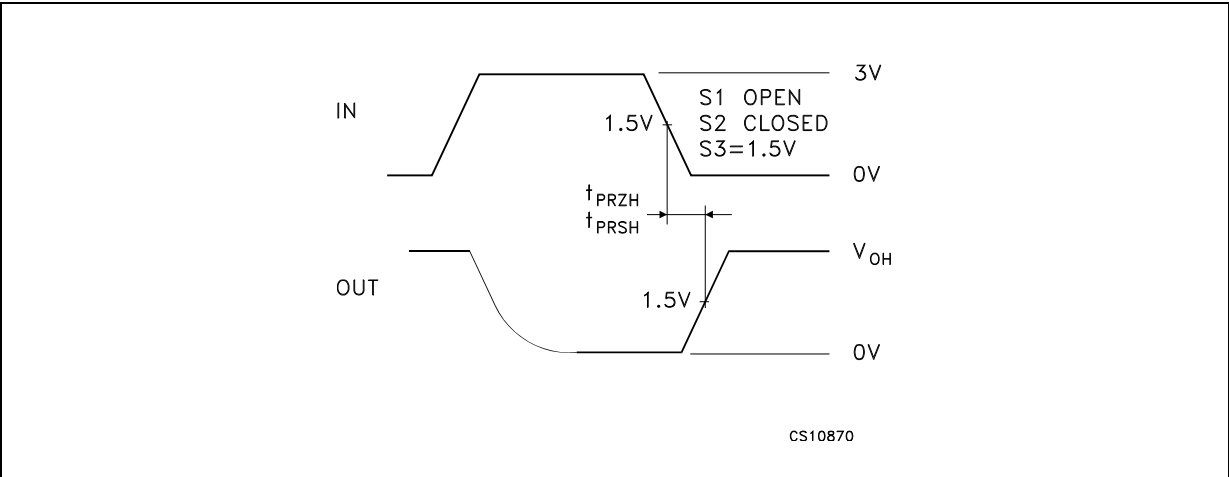 3V
IN
S1 OPEN
1.5V
S2 CLOSED
S3=1.5V
0V
tPRZH
tPRSH
VOH
OUT
1.5V
0V
CS10870